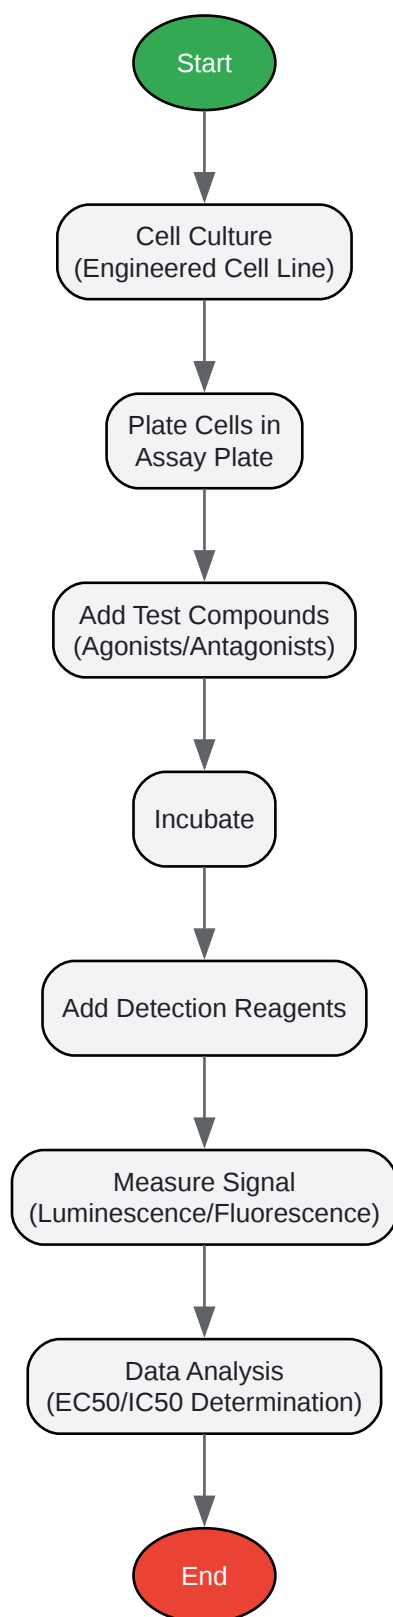 Start
Cell Culture
(Engineered Cell Line)
Plate Cells in
Assay Plate
Add Test Compounds
(Agonists/Antagonists)
Incubate
Add Detection Reagents
Measure Signal
(Luminescence/Fluorescence)
Data Analysis
(EC50/IC50 Determination)
End